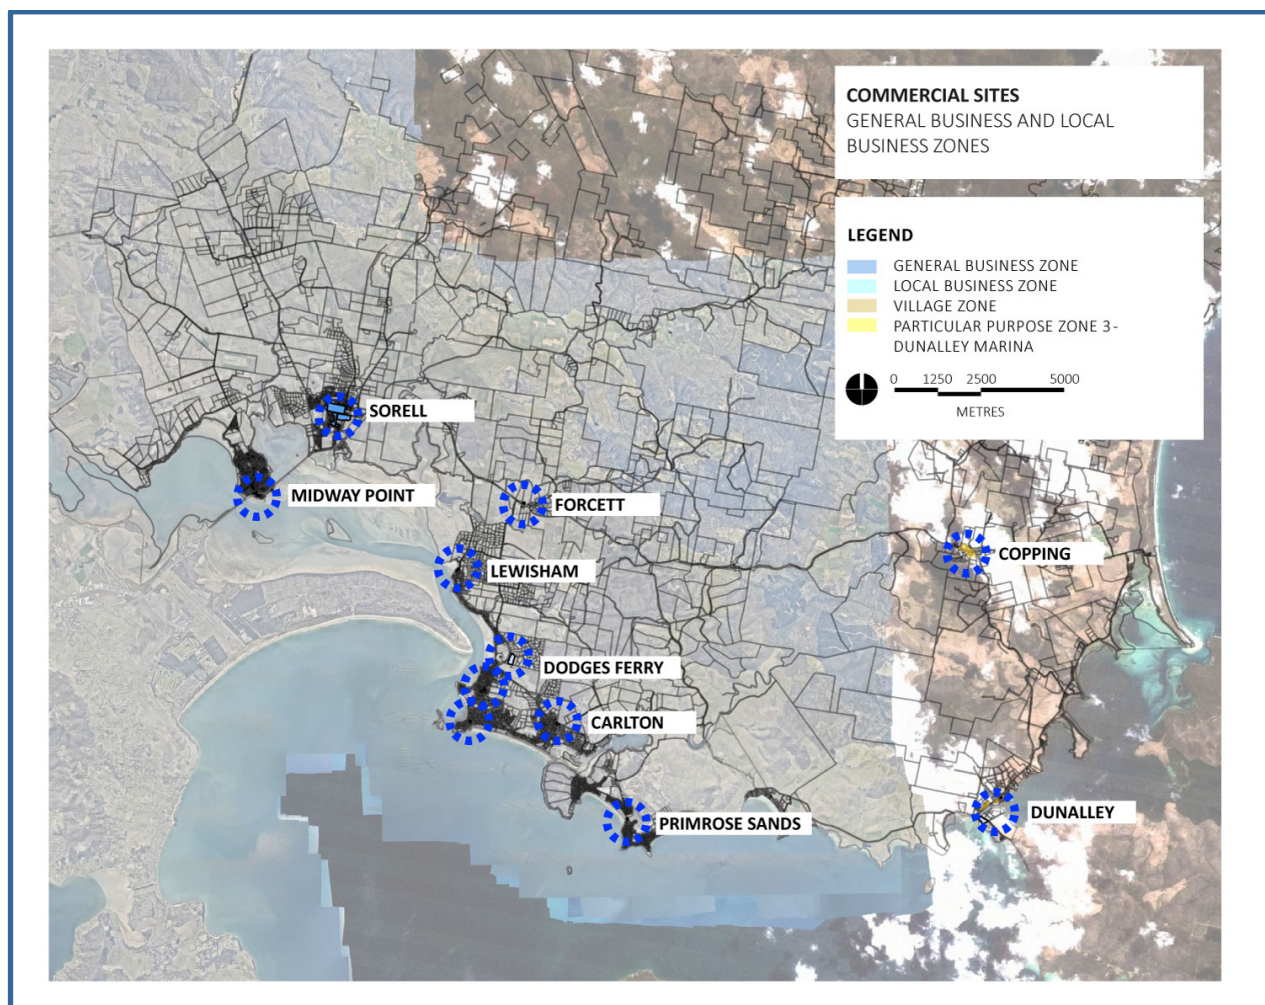 COMMERCIAL SITES
GENERAL BUSINESS AND LOCAL
BUSINESS ZONES
LEGEND
GENERAL BUSINESS ZONE
LOCAL BUSINESS ZONE
VILLAGE ZONE
PARTICULAR PURPOSE ZONE 3-
DUNALLEY MARINA
0 1250 2500 5000
METRES
SORELL
MIDWAY POINT
FORCETT
LEWISHAM
COPPING
DODGES FERRY
CARLTON
PRIMROSE SANDS
DUNALLEY